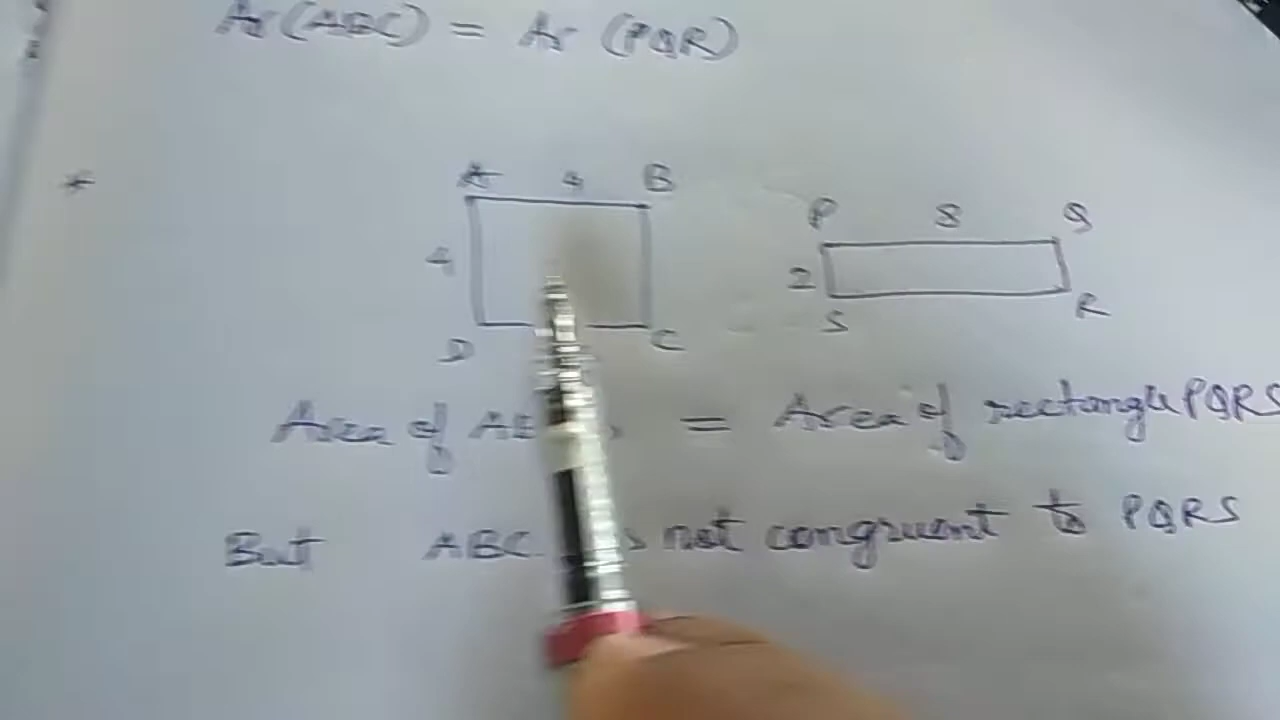 Ar(ABC) = Ar (PQR)
*
A 4 B
P 8 Q
4
2
D C
S R
Area of = Area of rectangle PQRS
But not congruent to PQRS